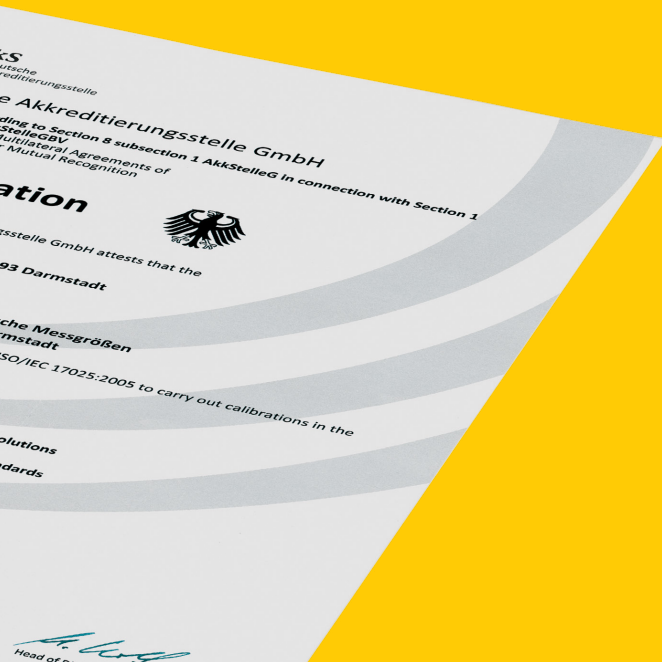 kS
utsche
reditierungsstelle
e Akkreditierungsstelle GmbH
ding to Section 8 subsection 1 AkkStelleG in connection with Section 1
StelleGBV
Multilateral Agreements of
r Mutual Recognition
ation
gsstelle GmbH attests that the
93 Darmstadt
che Messgrößen
rmstadt
SO/IEC 17025:2005 to carry out calibrations in the
olutions
ndards
Head of